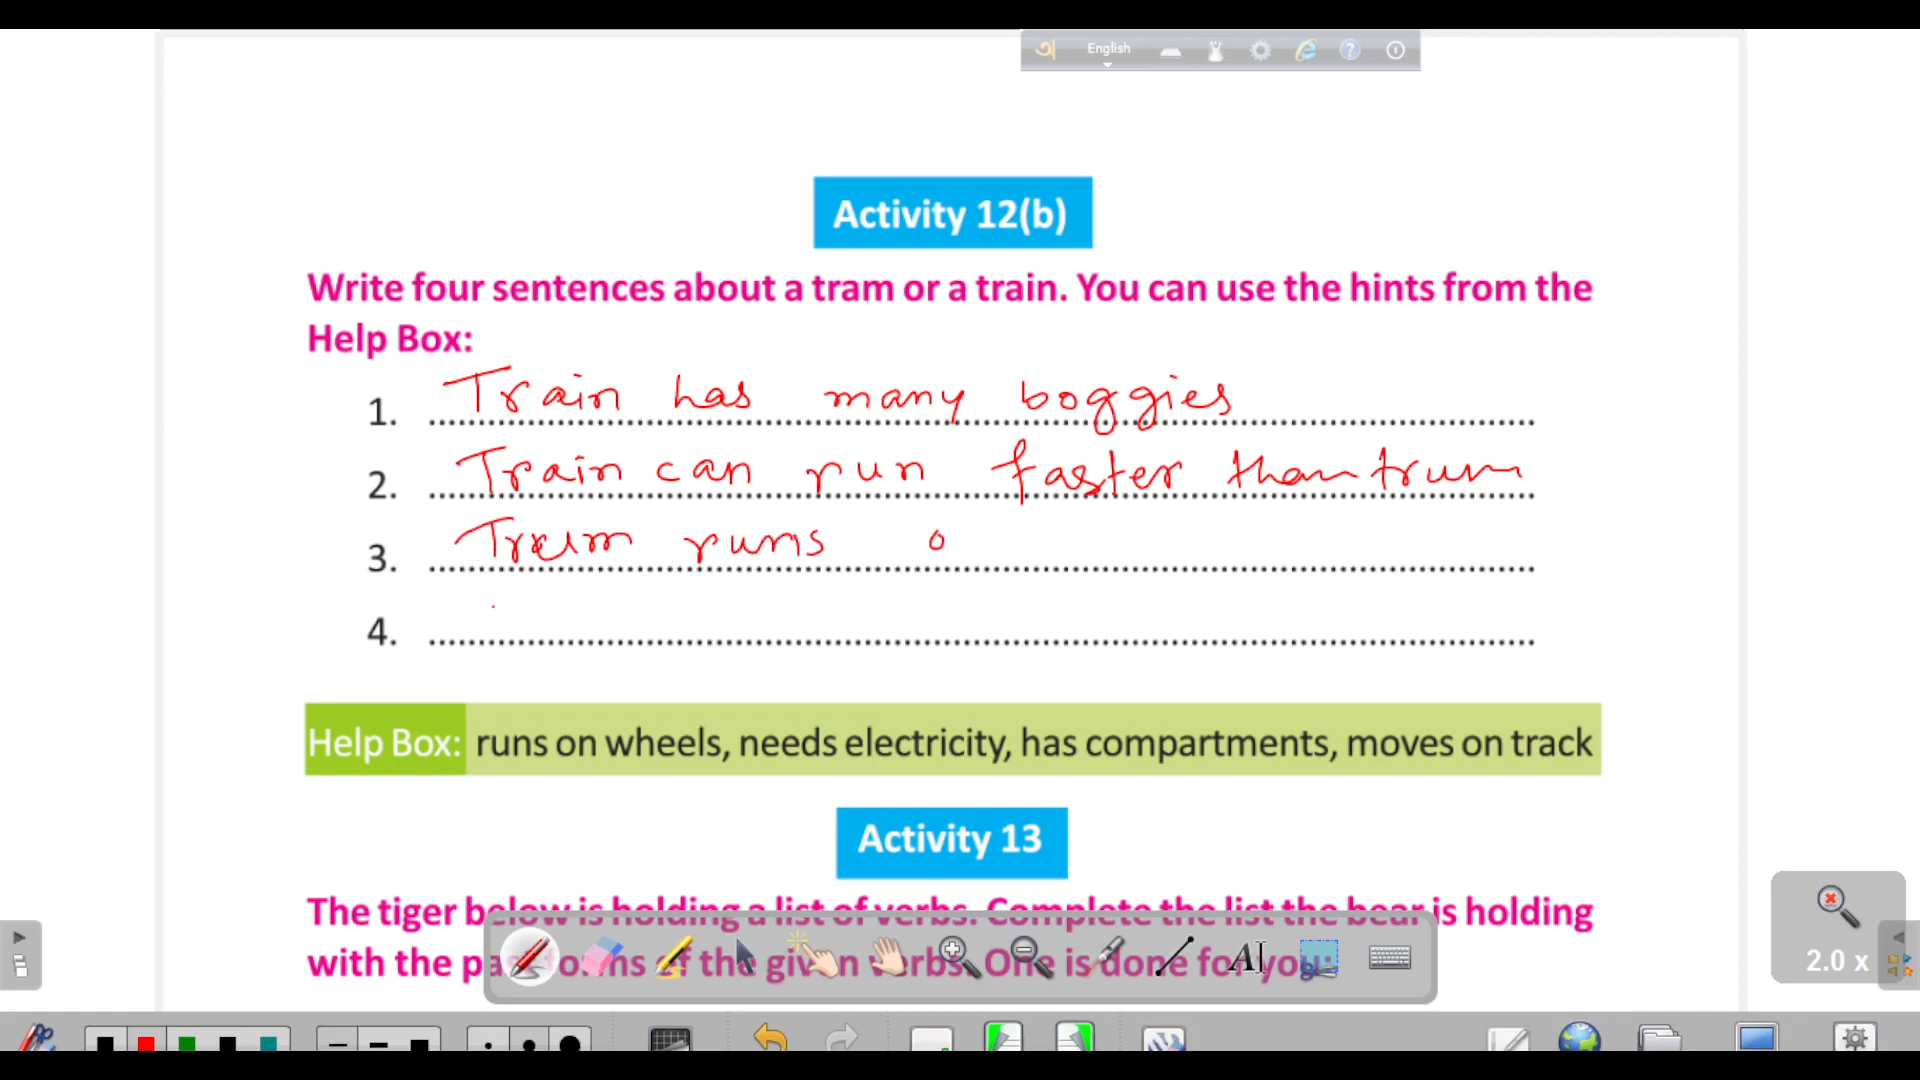 English
Activity 12(b)
Write four sentences about a tram or a train. You can use the hints from the
Help Box:
1. Train has many boggies
2. Train can run faster than trum
3. runs o
4.
Help Box: runs on wheels, needs electricity, has compartments, moves on track
Activity 13
The tiger below is holding a list of verbs. Complete the list the bear is holding
with the past forms of the given verbs. One is done for you:
2.0 x